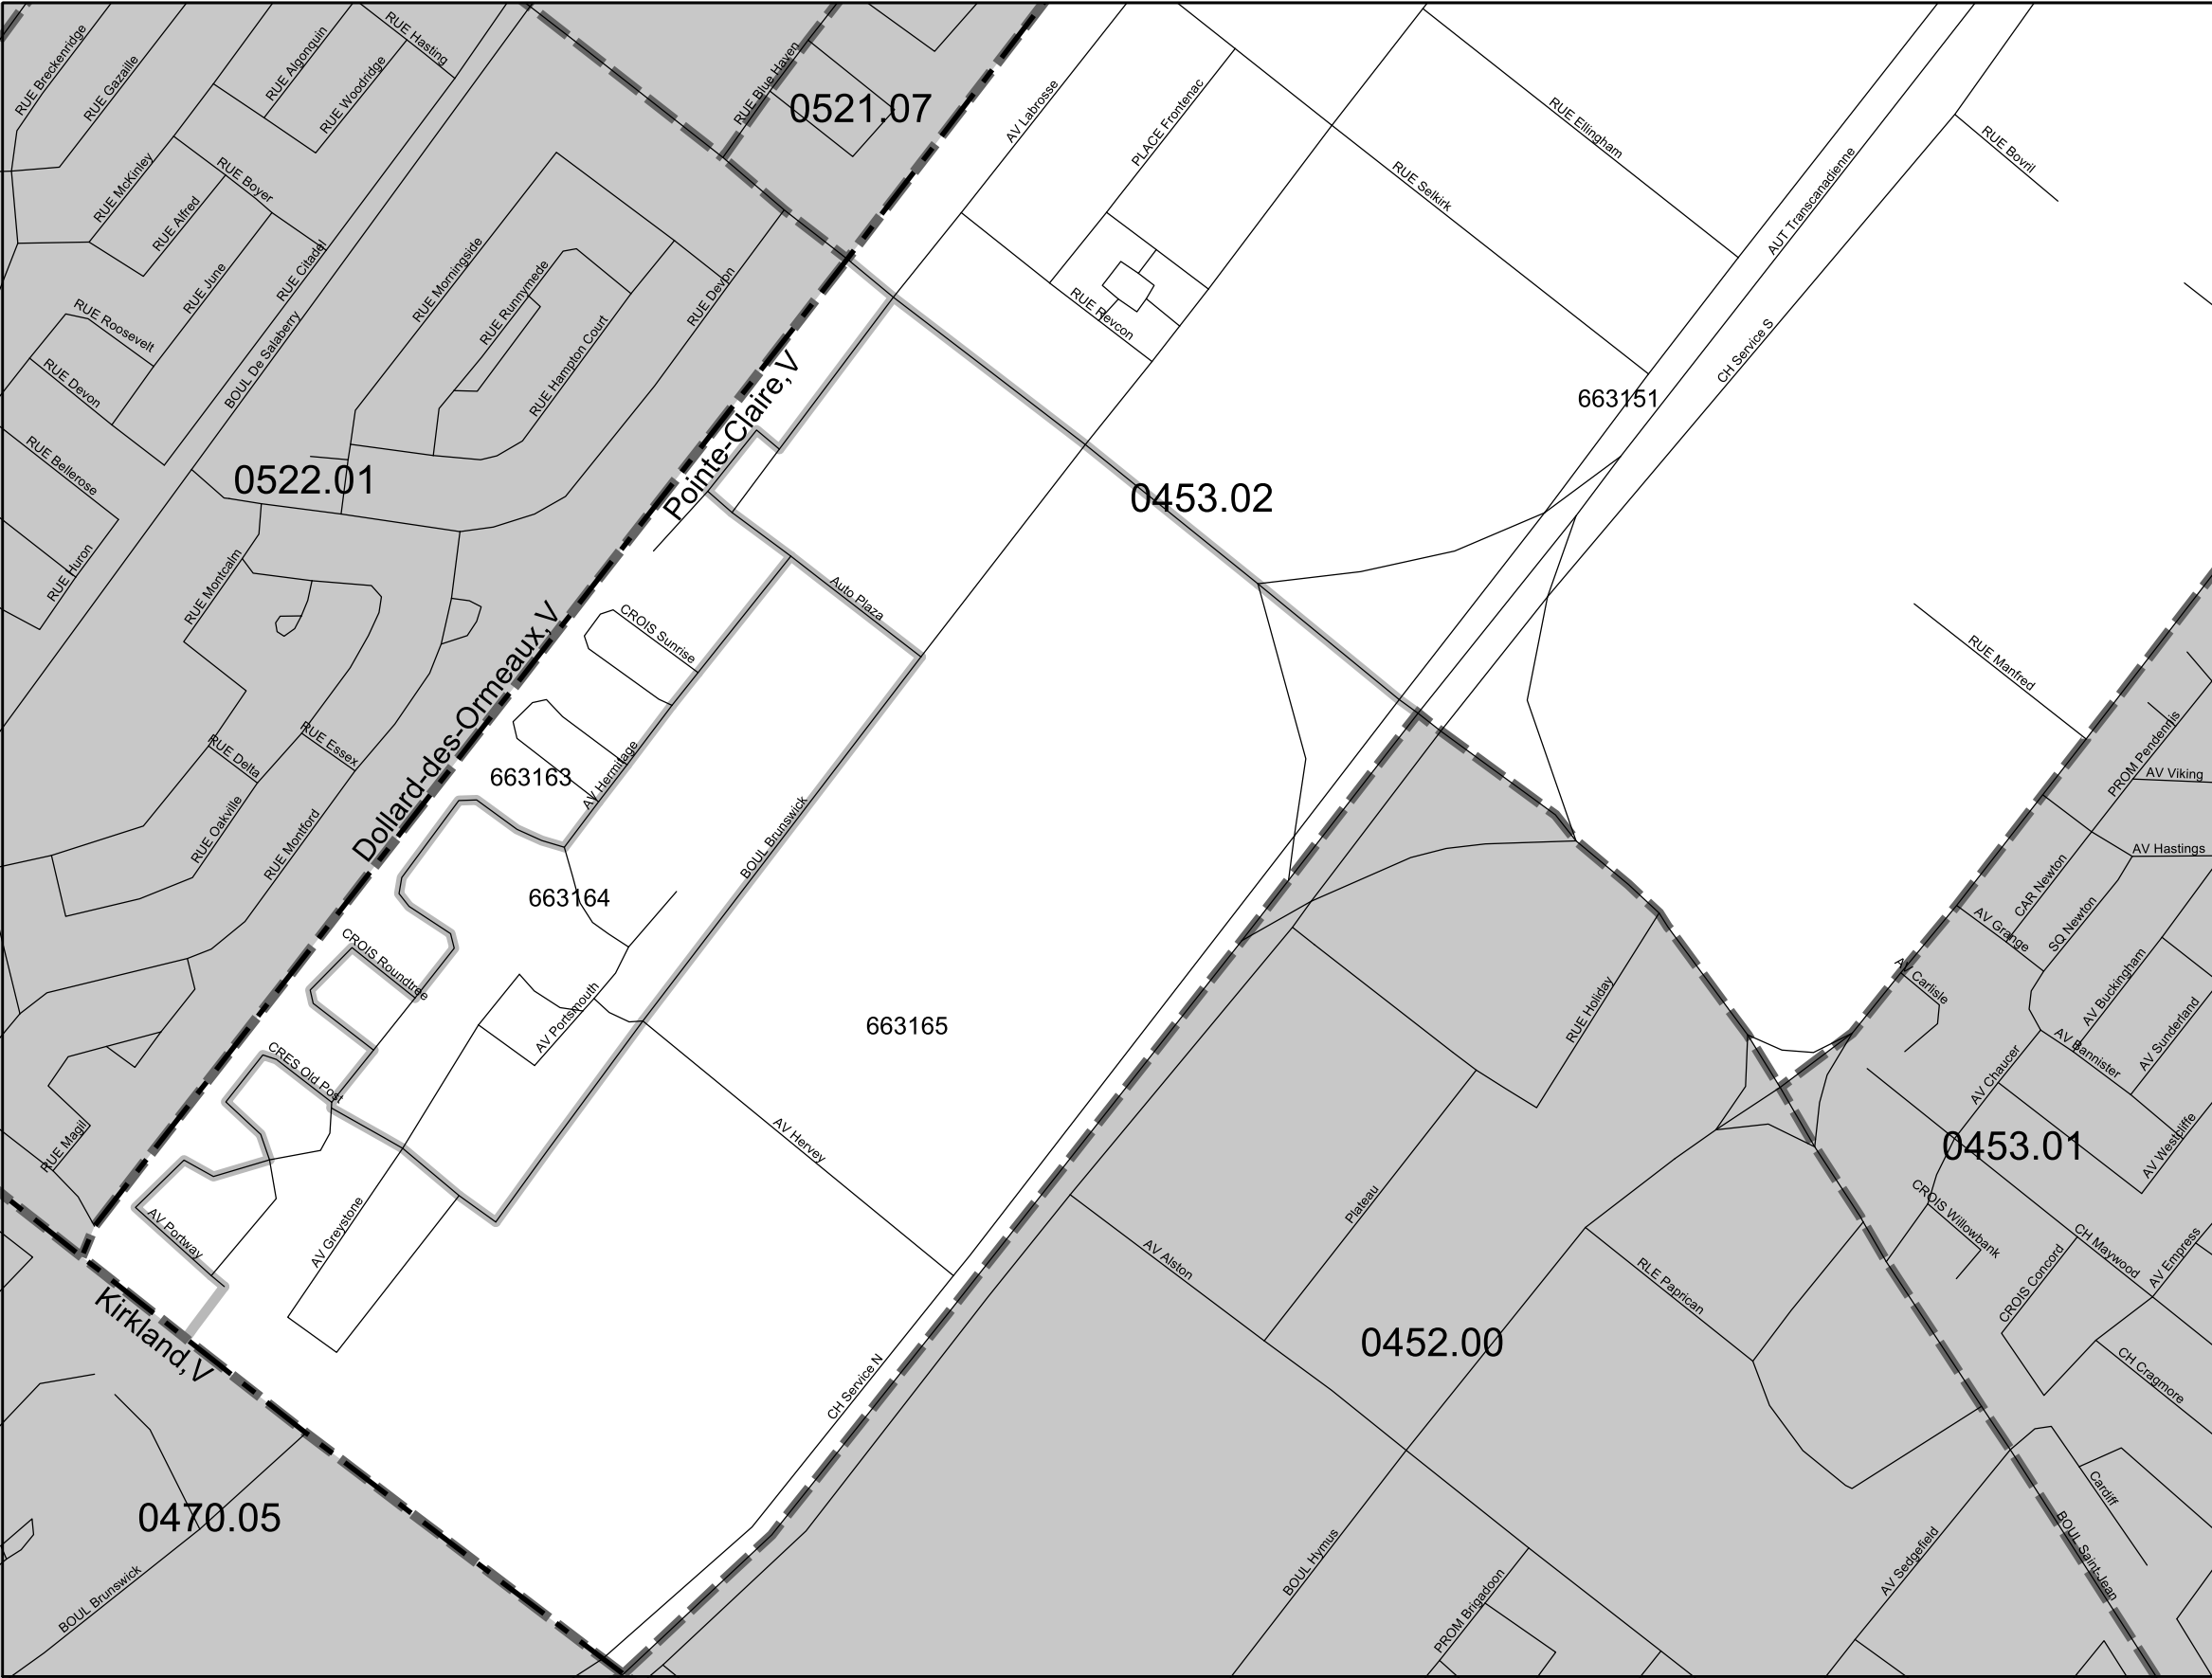 RUE Breckenridge
RUE Gazaille
RUE Algonquin
RUE Woodridge
RUE Hasting
RUE Blue Haven
0521.07
AV Labrosse
PLACE Frontenac
RUE Ellingham
RUE Selkirk
AUT Transcanadienne
RUE Bovril
RUE McKinley
RUE Boyer
RUE Alfred
RUE June
RUE Citadel
RUE Morningside
RUE Runnymede
RUE Hampton Court
RUE Devon
RUE Revcon
CH Service S
663151
RUE Roosevelt
RUE Devon
BOUL De Salaberry
Pointe-Claire,V
RUE Bellerose
0522.01
0453.02
RUE Huron
RUE Montcalm
Auto Plaza
CROIS Sunrise
Dollard-des-Ormeaux,V
RUE Manfred
PROM Pendennis
AV Viking
RUE Delta
RUE Essex
663163
AV Hermitage
RUE Oakville
RUE Montford
BOUL Brunswick
AV Hastings
663164
CAR Newton
SQ Newton
AV Grange
CROIS Roundtree
AV Carlisle
AV Buckingham
AV Sunderland
AV Portsmouth
663165
RUE Holiday
AV Bannister
CRES Old Post
AV Chaucer
RUE Magil
AV Hervey
0453.01
AV Westcliffe
AV Portway
AV Greystone
Plateau
AV Alston
CROIS Willowbank
CH Maywood
AV Empress
CROIS Concord
RLE Paprican
Kirkland,V
0452.00
CH Service N
CH Cragmore
Cardiff
0470.05
BOUL Brunswick
BOUL Hymus
PROM Brigadoon
AV Sedgefield
BOUL Saint-Jean